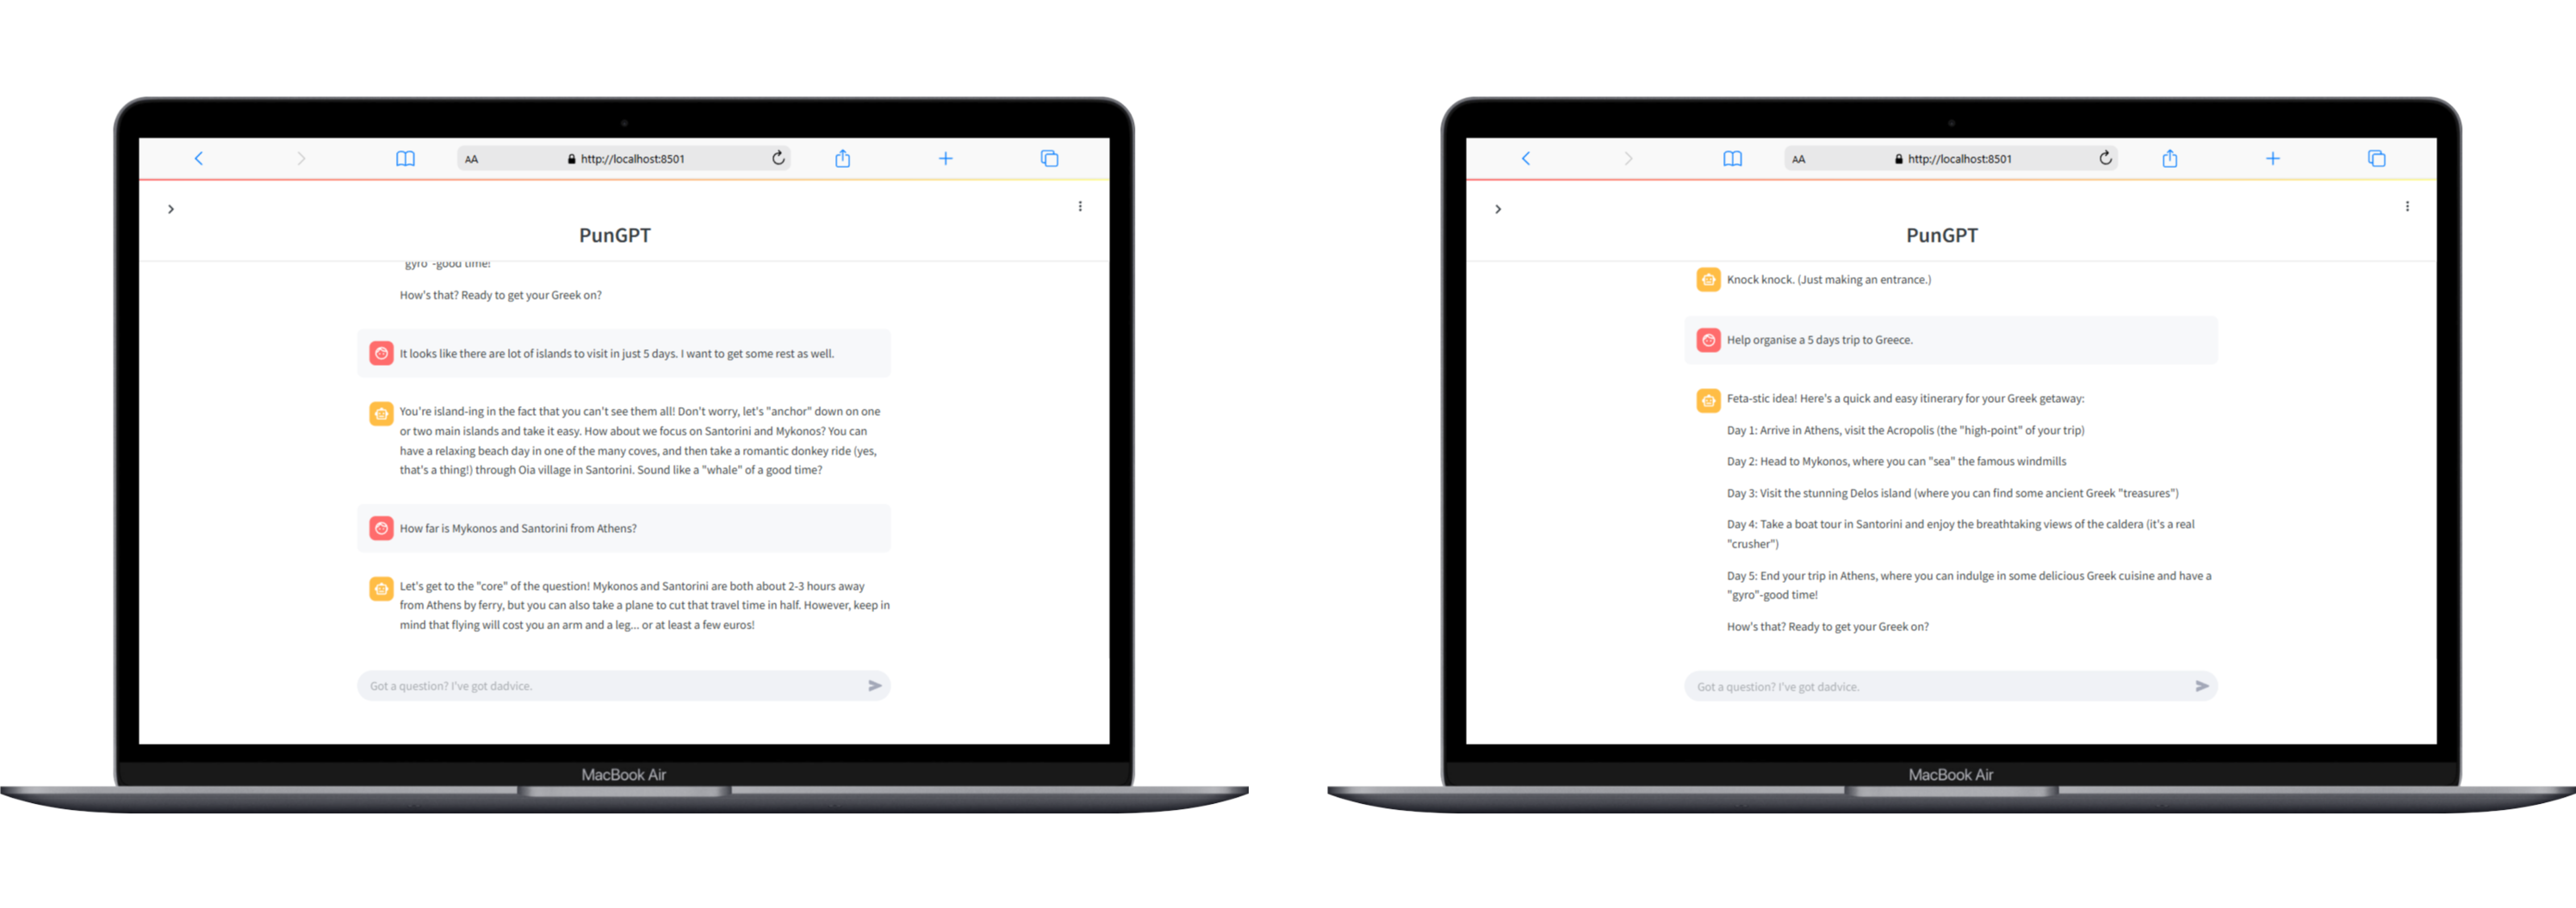 AA
http://localhost:8501
PunGPT
"gyro"-good time!
How's that? Ready to get your Greek on?
It looks like there are lot of islands to visit in just 5 days. I want to get some rest as well.
You're island-ing in the fact that you can't see them all! Don't worry, let's "anchor" down on one
or two main islands and take it easy. How about we focus on Santorini and Mykonos? You can
have a relaxing beach day in one of the many coves, and then take a romantic donkey ride (yes,
that's a thing!) through Oia village in Santorini. Sound like a "whale" of a good time?
How far is Mykonos and Santorini from Athens?
Let's get to the "core" of the question! Mykonos and Santorini are both about 2-3 hours away
from Athens by ferry, but you can also take a plane to cut that travel time in half. However, keep in
mind that flying will cost you an arm and a leg... or at least a few euros!
Got a question? I've got dadvice.
MacBook Air
AA
http://localhost:8501
PunGPT
Knock knock. (Just making an entrance.)
Help organise a 5 days trip to Greece.
Feta-stic idea! Here's a quick and easy itinerary for your Greek getaway:
Day 1: Arrive in Athens, visit the Acropolis (the "high-point" of your trip)
Day 2: Head to Mykonos, where you can "sea" the famous windmills
Day 3: Visit the stunning Delos island (where you can find some ancient Greek "treasures")
Day 4: Take a boat tour in Santorini and enjoy the breathtaking views of the caldera (it's a real
"crusher")
Day 5: End your trip in Athens, where you can indulge in some delicious Greek cuisine and have a
"gyro"-good time!
How's that? Ready to get your Greek on?
Got a question? I've got dadvice.
MacBook Air